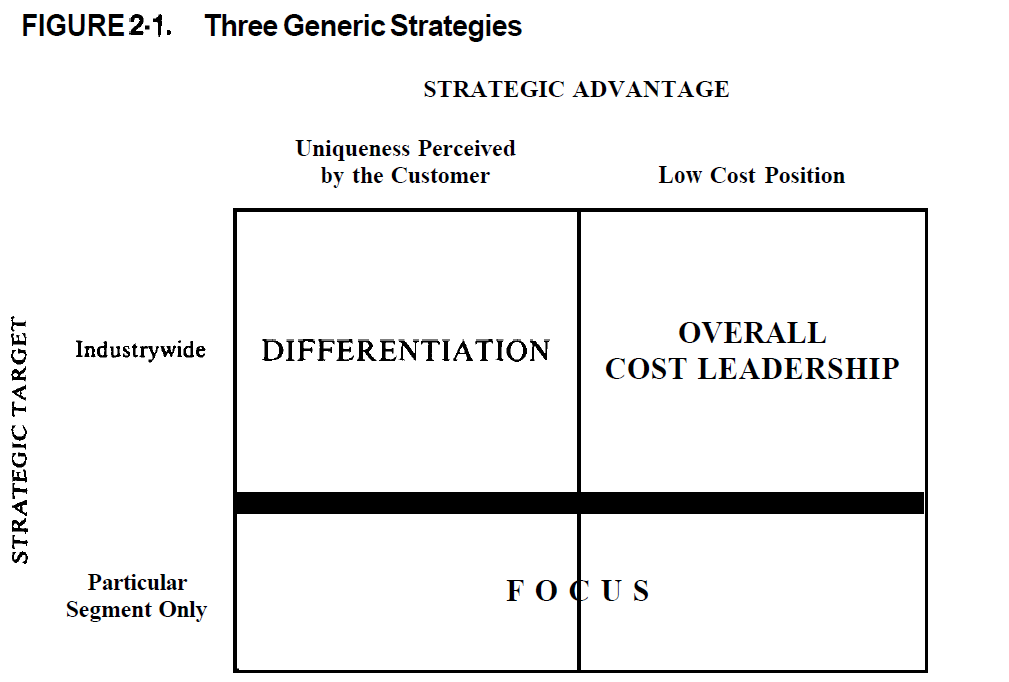 FIGURE 2-1. Three Generic Strategies
STRATEGIC ADVANTAGE
Uniqueness Perceived
by the Customer
Low Cost Position
STRATEGIC TARGET
Industrywide
DIFFERENTIATION
OVERALL
COST LEADERSHIP
Particular
Segment Only
FOCUS